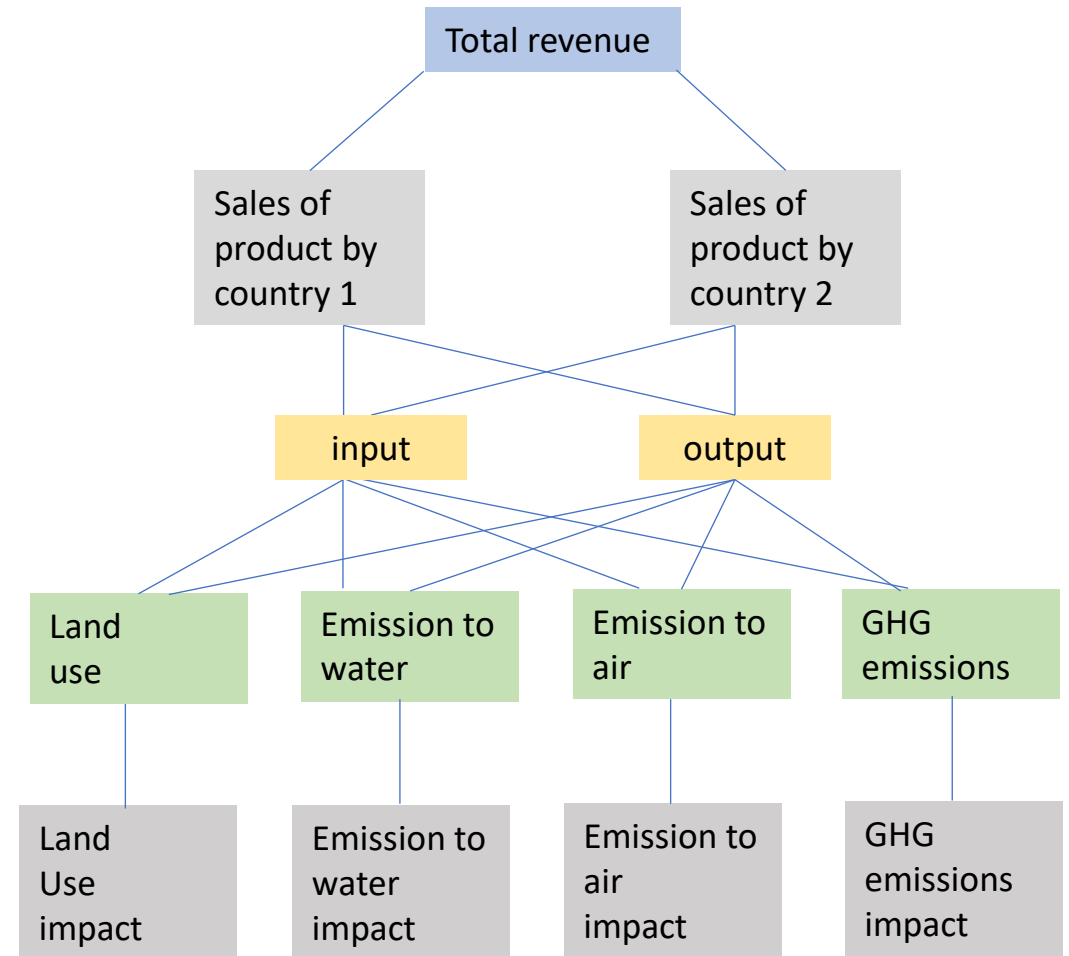 Total revenue
Sales of
product by
country 1
Sales of
product by
country 2
input
output
Land
use
Emission to
water
Emission to
air
GHG
emissions
Land
Use
impact
Emission to
water
impact
Emission to
air
impact
GHG
emissions
impact